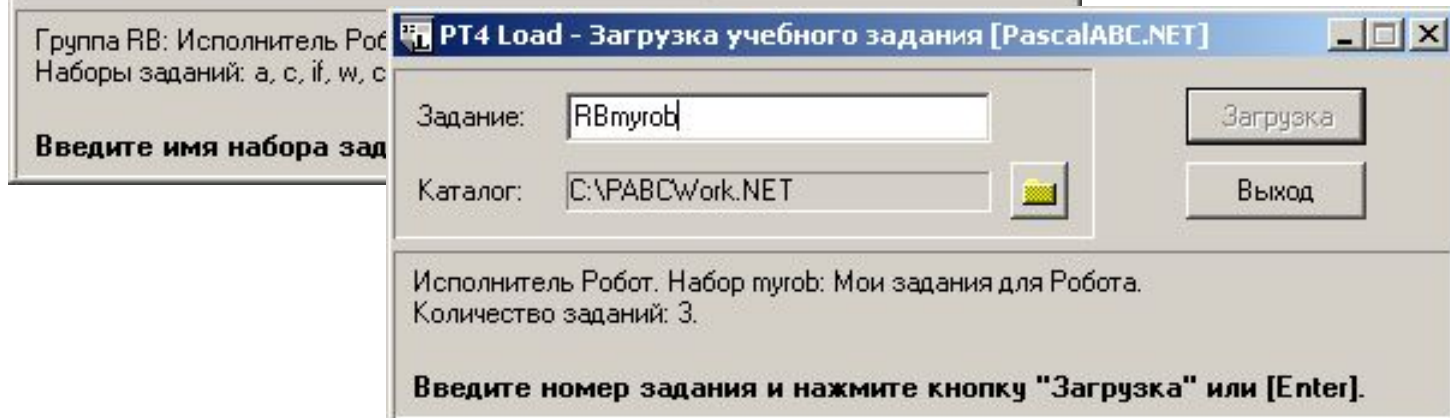 Группа RB: Исполнитель Роб
Наборы заданий: a, c, if, w, c
Введите имя набора зад
PT4 Load - Загрузка учебного задания [PascalABC.NET]
Задание: RBmyrob Загрузка
Каталог: C:\PABCWork.NET Выход
Исполнитель Робот. Набор myrob: Мои задания для Робота.
Количество заданий: 3.
Введите номер задания и нажмите кнопку "Загрузка" или [Enter].